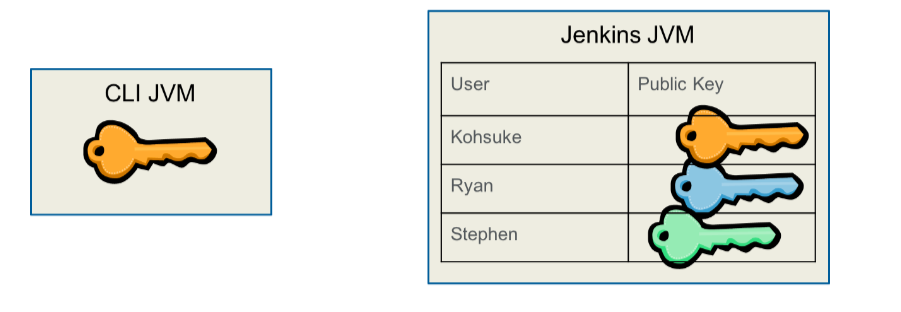 CLI JVM
Jenkins JVM
User Public Key
Kohsuke
Ryan
Stephen